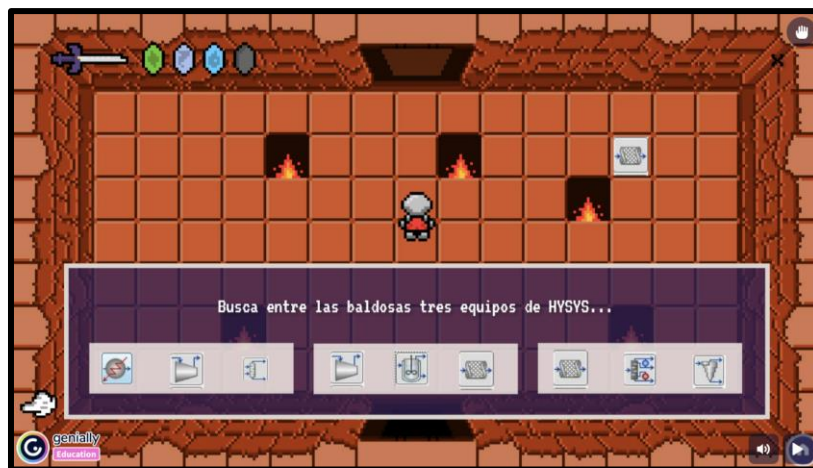 Busca entre las baldosas tres equipos de HYSYS...
genially
Education